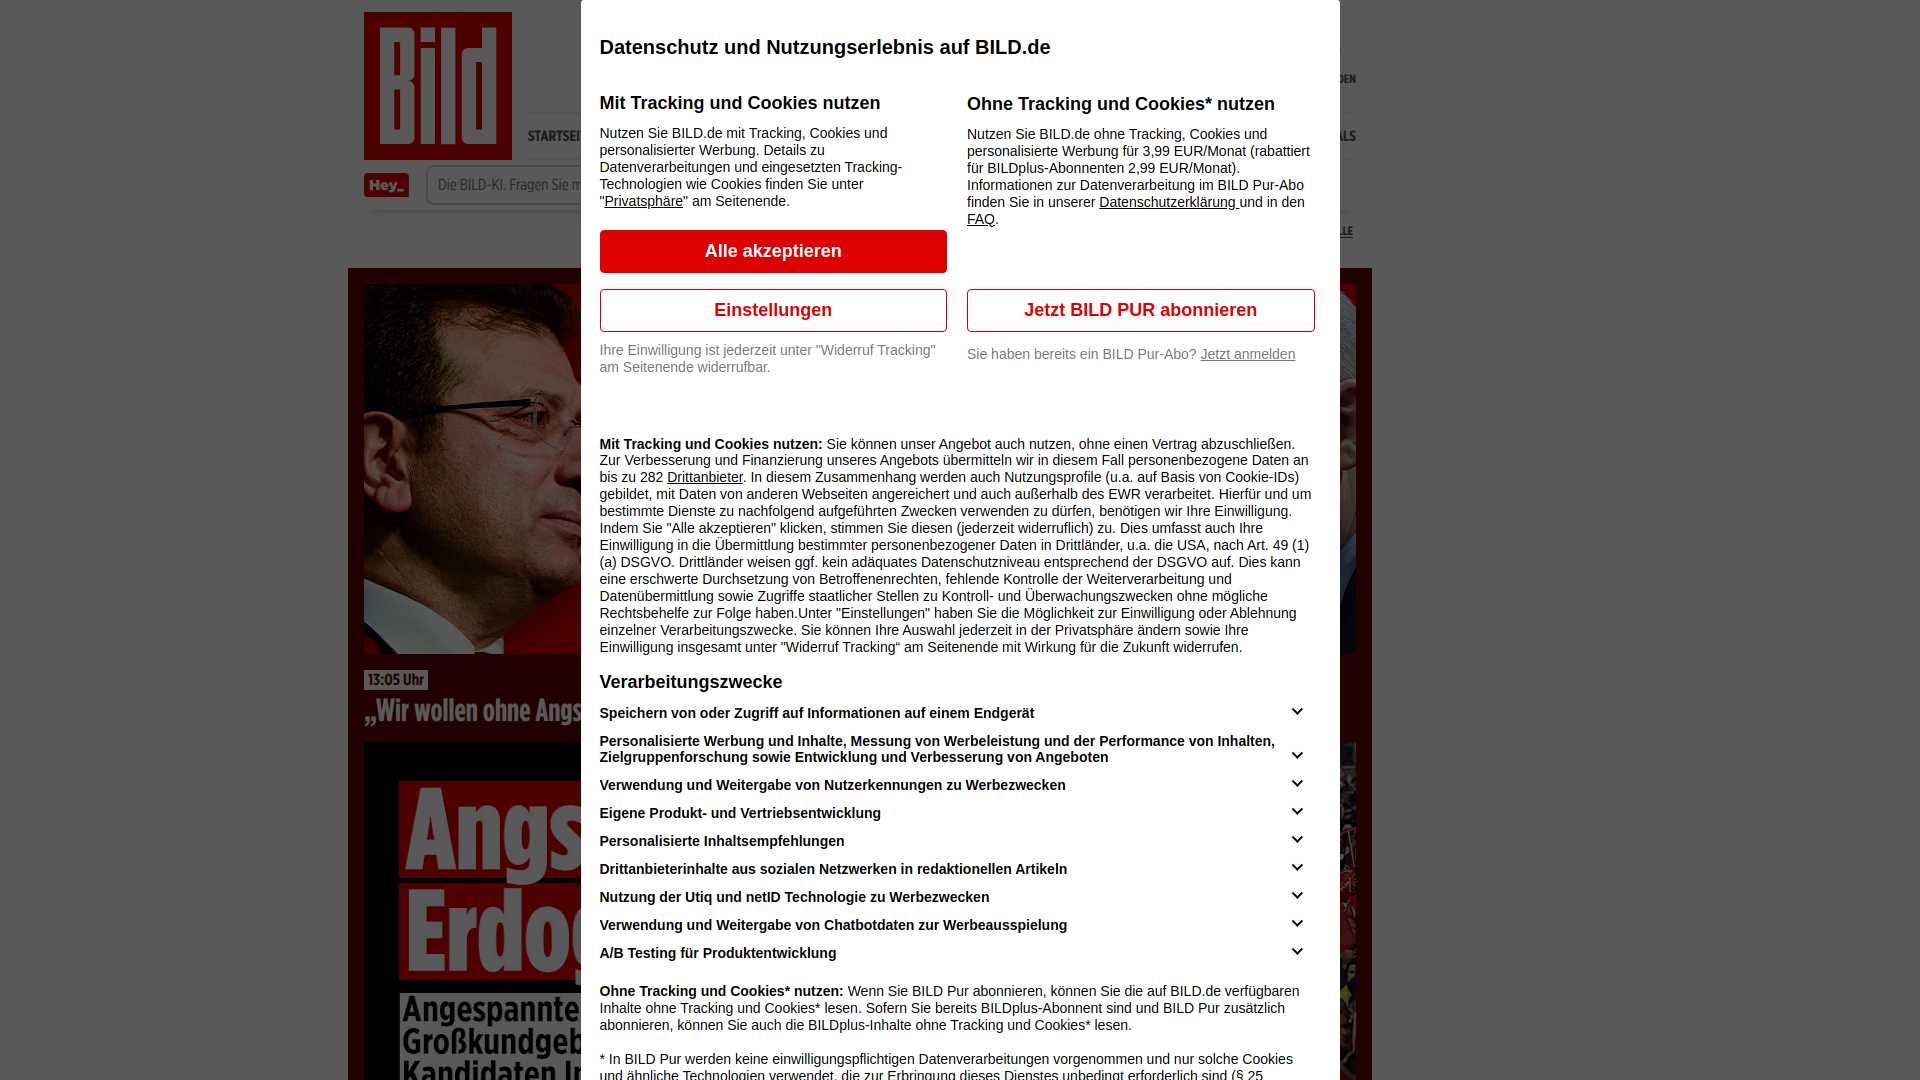 Bild
Datenschutz und Nutzungserlebnis auf BILD.de
Mit Tracking und Cookies nutzen
Nutzen Sie BILD.de mit Tracking, Cookies und
personalisierter Werbung. Details zu
Datenverarbeitungen und eingesetzten Tracking-
Technologien wie Cookies finden Sie unter
"Privatsphäre" am Seitenende.
Alle akzeptieren
Einstellungen
Ihre Einwilligung ist jederzeit unter "Widerruf Tracking"
am Seitenende widerrufbar.
Ohne Tracking und Cookies* nutzen
Nutzen Sie BILD.de ohne Tracking, Cookies und
personalisierte Werbung für 3,99 EUR/Monat (rabattiert
für BILDplus-Abonnenten 2,99 EUR/Monat).
Informationen zur Datenverarbeitung im BILD Pur-Abo
finden Sie in unserer Datenschutzerklärung und in den
FAQ.
Jetzt BILD PUR abonnieren
Sie haben bereits ein BILD Pur-Abo? Jetzt anmelden
Mit Tracking und Cookies nutzen: Sie können unser Angebot auch nutzen, ohne einen Vertrag abzuschließen.
Zur Verbesserung und Finanzierung unseres Angebots übermitteln wir in diesem Fall personenbezogene Daten an
bis zu 282 Drittanbieter. In diesem Zusammenhang werden auch Nutzungsprofile (u.a. auf Basis von Cookie-IDs)
gebildet, mit Daten von anderen Webseiten angereichert und auch außerhalb des EWR verarbeitet. Hierfür und um
bestimmte Dienste zu nachfolgend aufgeführten Zwecken verwenden zu dürfen, benötigen wir Ihre Einwilligung.
Indem Sie "Alle akzeptieren" klicken, stimmen Sie diesen (jederzeit widerruflich) zu. Dies umfasst auch Ihre
Einwilligung in die Übermittlung bestimmter personenbezogener Daten in Drittländer, u.a. die USA, nach Art. 49 (1)
(a) DSGVO. Drittländer weisen ggf. kein adäquates Datenschutzniveau entsprechend der DSGVO auf. Dies kann
eine erschwerte Durchsetzung von Betroffenenrechten, fehlende Kontrolle der Weiterverarbeitung und
Datenübermittlung sowie Zugriffe staatlicher Stellen zu Kontroll- und Überwachungszwecken ohne mögliche
Rechtsbehelfe zur Folge haben.Unter "Einstellungen" haben Sie die Möglichkeit zur Einwilligung oder Ablehnung
einzelner Verarbeitungszwecke. Sie können Ihre Auswahl jederzeit in der Privatsphäre ändern sowie Ihre
Einwilligung insgesamt unter "Widerruf Tracking“ am Seitenende mit Wirkung für die Zukunft widerrufen.
Verarbeitungszwecke
Speichern von oder Zugriff auf Informationen auf einem Endgerät
Personalisierte Werbung und Inhalte, Messung von Werbeleistung und der Performance von Inhalten,
Zielgruppenforschung sowie Entwicklung und Verbesserung von Angeboten
Verwendung und Weitergabe von Nutzerkennungen zu Werbezwecken
Eigene Produkt- und Vertriebsentwicklung
Personalisierte Inhaltsempfehlungen
Drittanbieterinhalte aus sozialen Netzwerken in redaktionellen Artikeln
Nutzung der Utiq und netID Technologie zu Werbezwecken
Verwendung und Weitergabe von Chatbotdaten zur Werbeausspielung
A/B Testing für Produktentwicklung
Ohne Tracking und Cookies* nutzen: Wenn Sie BILD Pur abonnieren, können Sie die auf BILD.de verfügbaren
Inhalte ohne Tracking und Cookies* lesen. Sofern Sie bereits BILDplus-Abonnent sind und BILD Pur zusätzlich
abonnieren, können Sie auch die BILDplus-Inhalte ohne Tracking und Cookies* lesen.
* In BILD Pur werden keine einwilligungspflichtigen Datenverarbeitungen vorgenommen und nur solche Cookies
und ähnliche Technologien verwendet, die zur Erbringung dieses Dienstes unbedingt erforderlich sind (§ 25
STARTSEI
Hey_
Die BILD-KI. Fragen Sie m
13:05 Uhr
„Wir wollen ohne Angs
Angs
Erdog
Angespannte
Großkundgeb
Kandidaten I